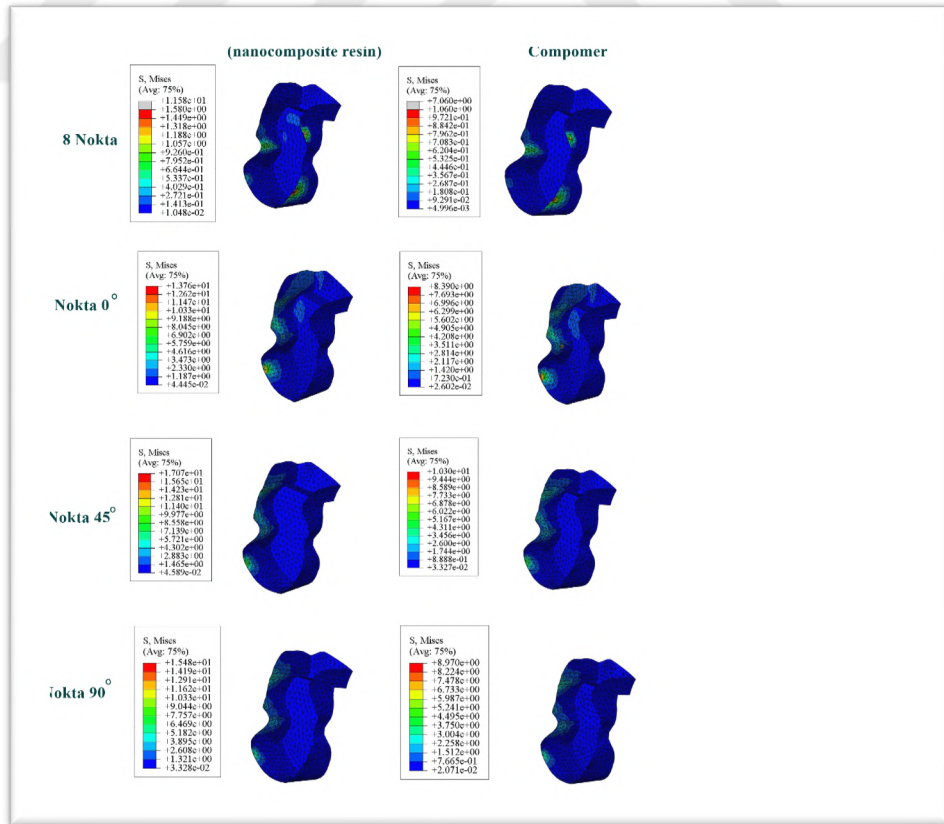 (nanocomposite resin)
Compomer
8 Nokta
S, Mises
(Avg: 75%)
+1.158e+01
+1.580e+00
+1.449e+00
+1.318e+00
+1.188e+00
+1.057e+00
+9.260e-01
+7.952e-01
+6.644e-01
+5.337e-01
+4.029e-01
+2.721e-01
+1.413e-01
+1.048e-02
S, Mises
(Avg: 75%)
+7.060e+00
+1.060e+00
+9.721e-01
+8.842e-01
+7.962e-01
+7.083e-01
+6.204e-01
+5.325e-01
+4.446e-01
+3.567e-01
+2.687e-01
+1.808e-01
+9.291e-02
+4.996e-03
Nokta 0°
S, Mises
(Avg: 75%)
+1.376e+01
+1.262e+01
+1.147e+01
+1.033e+01
+9.188e+00
+8.045e+00
+6.902e+00
+5.759e+00
+4.616e+00
+3.473e+00
+2.330e+00
+1.187e+00
+4.445e-02
S, Mises
(Avg: 75%)
+8.390e+00
+7.693e+00
+6.996e+00
+6.299e+00
+5.602e+00
+4.905e+00
+4.208e+00
+3.511e+00
+2.814e+00
+2.117e+00
+1.420e+00
+7.230e-01
+2.602e-02
Nokta 45°
S, Mises
(Avg: 75%)
+1.707e+01
+1.565e+01
+1.423e+01
+1.281e+01
+1.140e+01
+9.977e+00
+8.558e+00
+7.139e+00
+5.721e+00
+4.302e+00
+2.883e+00
+1.465e+00
+4.589e-02
S, Mises
(Avg: 75%)
+1.030e+01
+9.444e+00
+8.589e+00
+7.733e+00
+6.878e+00
+6.022e+00
+5.167e+00
+4.311e+00
+3.456e+00
+2.600e+00
+1.744e+00
+8.888e-01
+3.327e-02
Nokta 90°
S, Mises
(Avg: 75%)
+1.548e+01
+1.419e+01
+1.291e+01
+1.162e+01
+1.033e+01
+9.044e+00
+7.757e+00
+6.469e+00
+5.182e+00
+3.895e+00
+2.608e+00
+1.321e+00
+3.328e-02
S, Mises
(Avg: 75%)
+8.970e+00
+8.224e+00
+7.478e+00
+6.733e+00
+5.987e+00
+5.241e+00
+4.495e+00
+3.750e+00
+3.004e+00
+2.258e+00
+1.512e+00
+7.665e-01
+2.071e-02